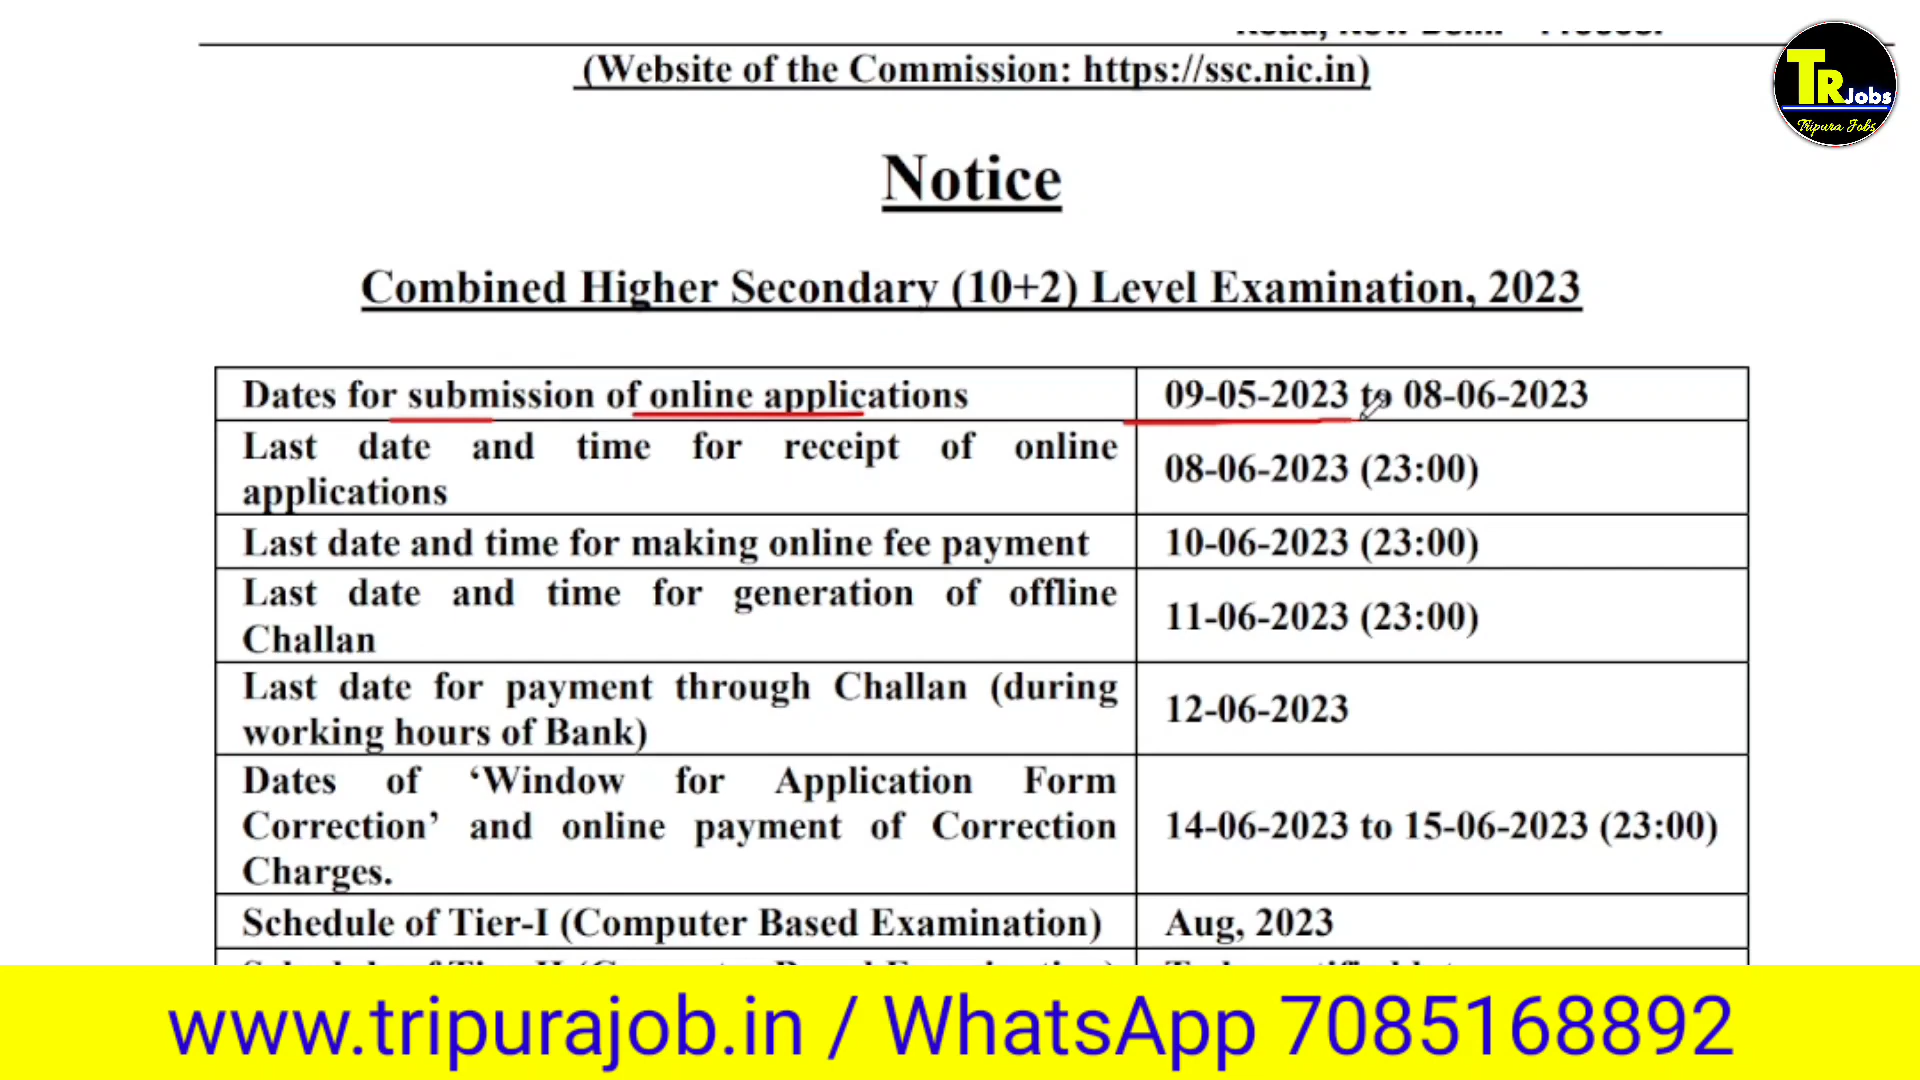 (Website of the Commission: https://ssc.nic.in)
TR Jobs
Tripura Jobs
Notice
Combined Higher Secondary (10+2) Level Examination, 2023
Dates for submission of online applications
09-05-2023 to 08-06-2023
Last date and time for receipt of online
applications
08-06-2023 (23:00)
Last date and time for making online fee payment
10-06-2023 (23:00)
Last date and time for generation of offline
Challan
11-06-2023 (23:00)
Last date for payment through Challan (during
working hours of Bank)
12-06-2023
Dates of ‘Window for Application Form
Correction’ and online payment of Correction
Charges.
14-06-2023 to 15-06-2023 (23:00)
Schedule of Tier-I (Computer Based Examination)
Aug, 2023
www.tripurajob.in / WhatsApp 7085168892